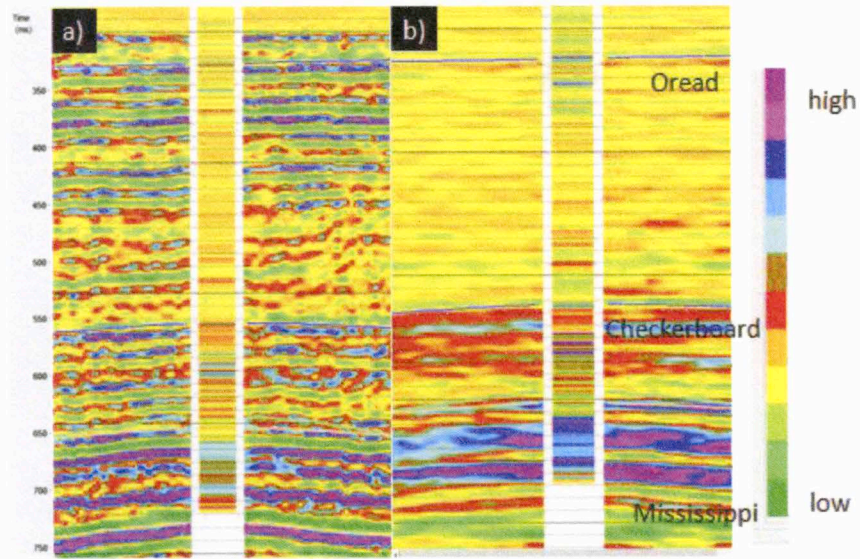 Time
(ms)
a)
b)
350
400
450
500
550
600
650
700
750
Oread
Checkerboard
Mississippi
high
low